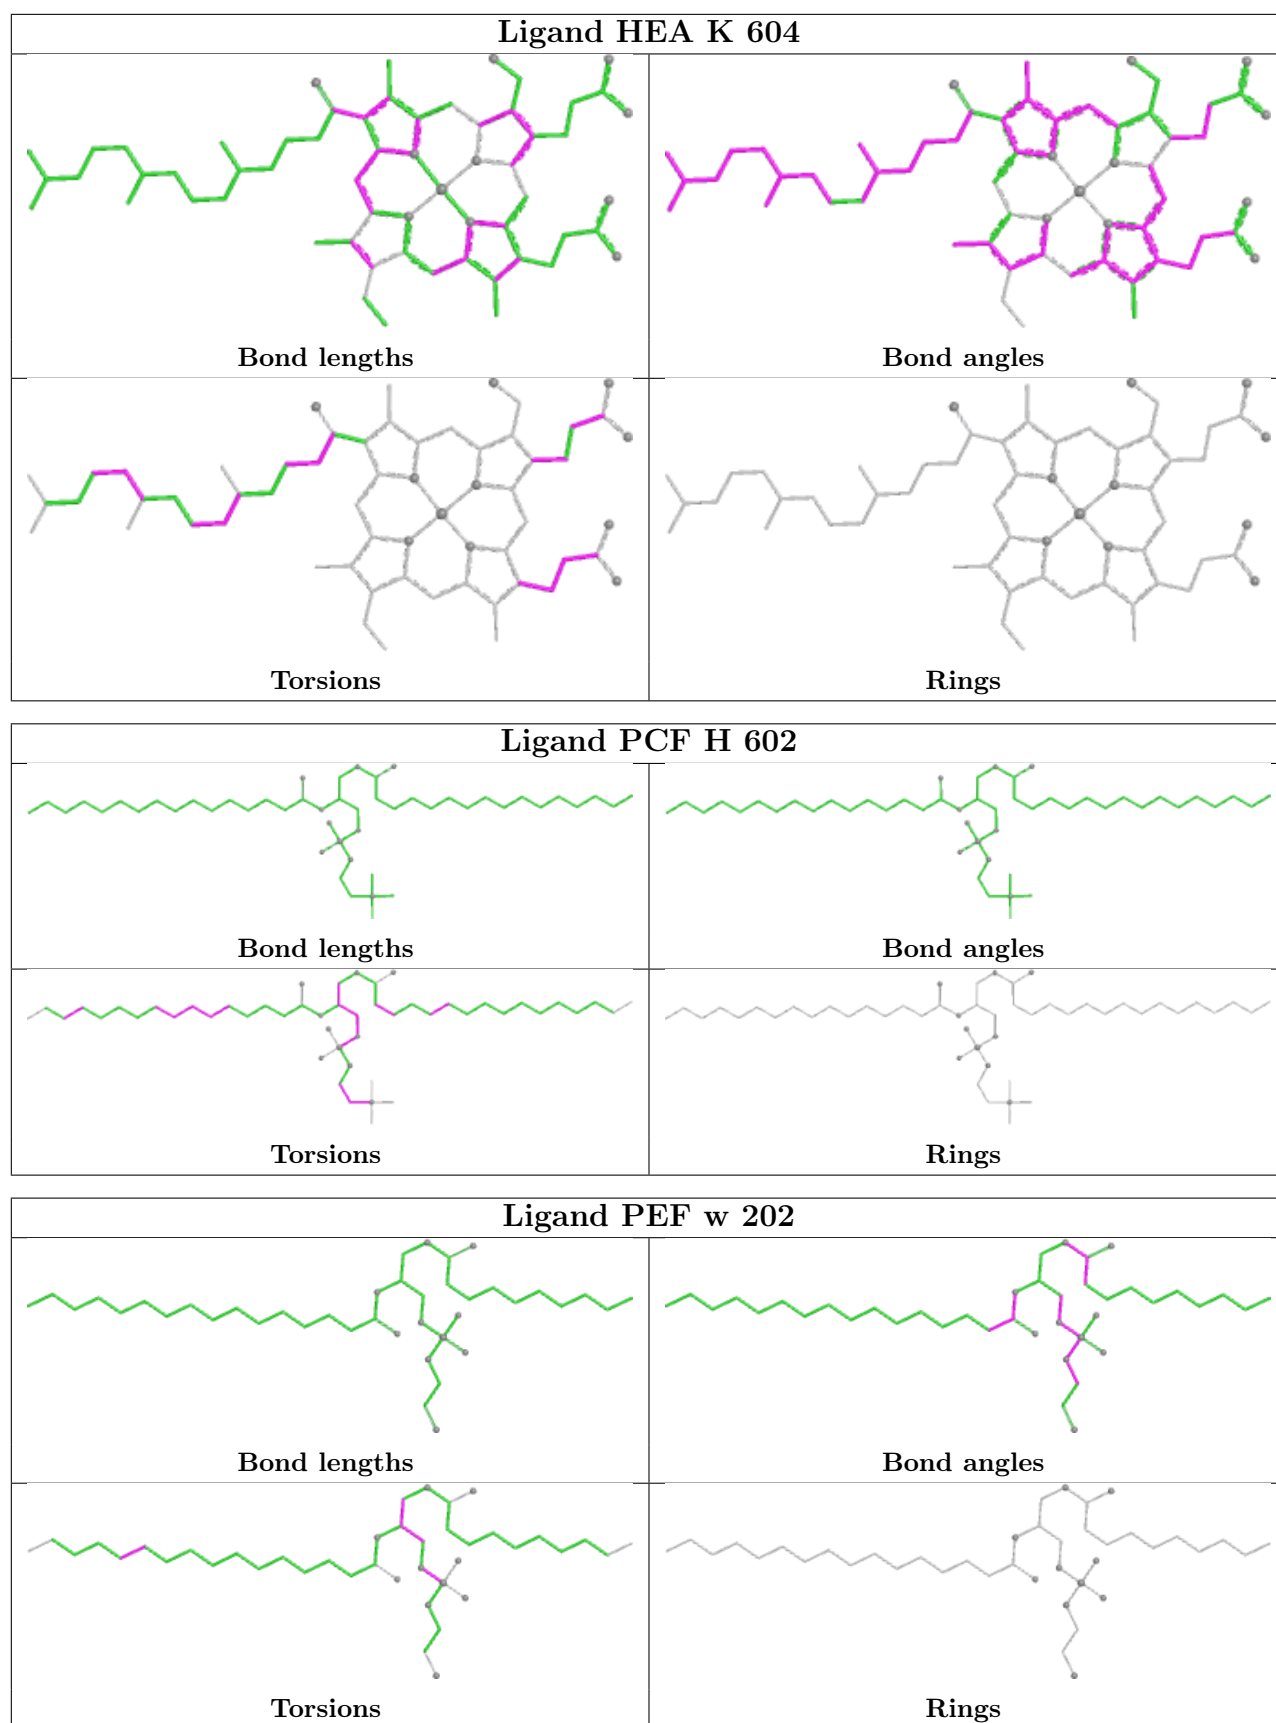 Ligand HEA K 604
Bond lengths
Bond angles
Torsions
Rings
Ligand PCF H 602
Bond lengths
Bond angles
Torsions
Rings
Ligand PEF w 202
Bond lengths
Bond angles
Torsions
Rings